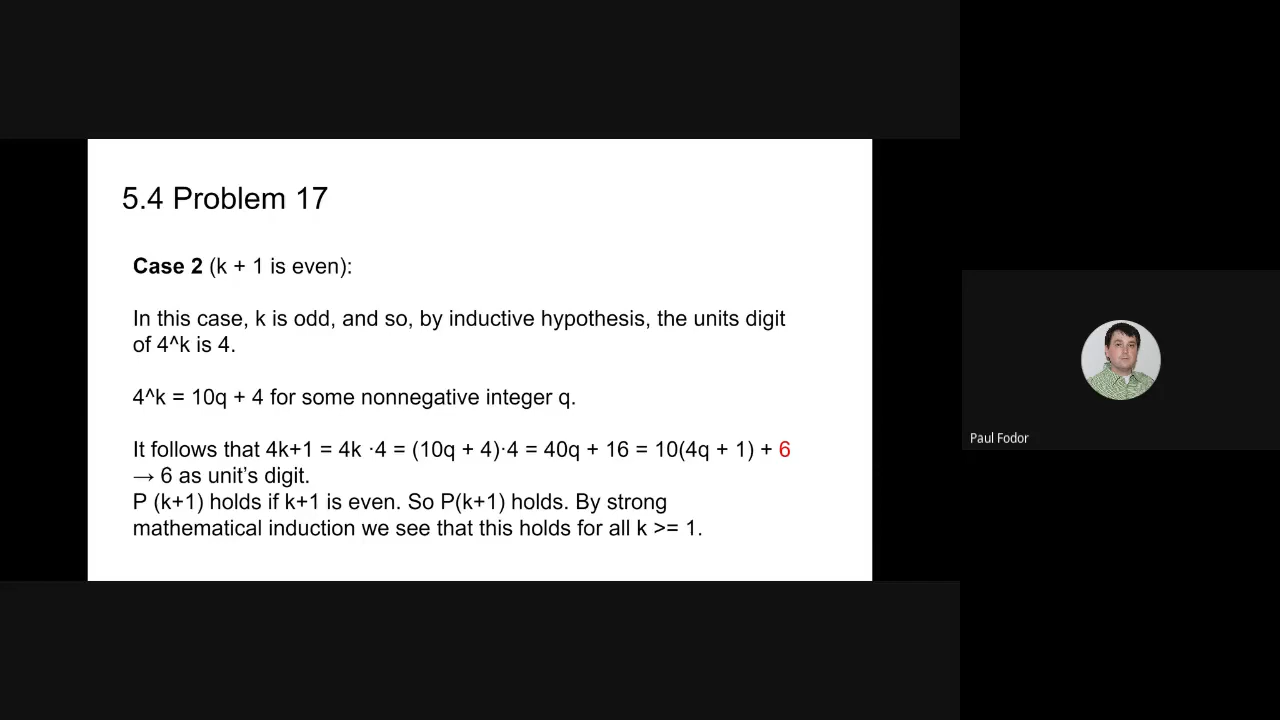 5.4 Problem 17
Case 2 (k + 1 is even):
In this case, k is odd, and so, by inductive hypothesis, the units digit
of 4^k is 4.
4^k = 10q + 4 for some nonnegative integer q.
It follows that 4k+1 = 4k ·4 = (10q + 4)·4 = 40q + 16 = 10(4q + 1) + 6
→ 6 as unit’s digit.
P (k+1) holds if k+1 is even. So P(k+1) holds. By strong
mathematical induction we see that this holds for all k >= 1.
Paul Fodor